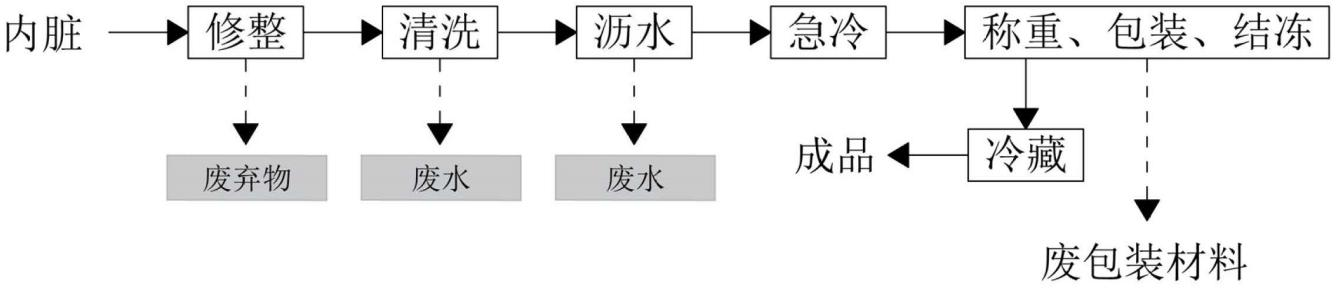 内脏 修整 清洗 沥水 急冷 称重、包装、结冻
成品 冷藏
废弃物 废水 废水
废包装材料